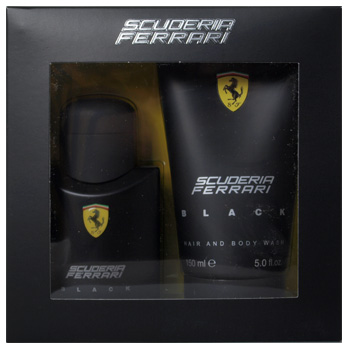 SCUDERIA
FERRARI
SCUDERIA
FERRARI
BLACK
HAIR AND BODY WASH
150 ml e 5.0 fl.oz
SCUDERIA
FERRARI
BLACK